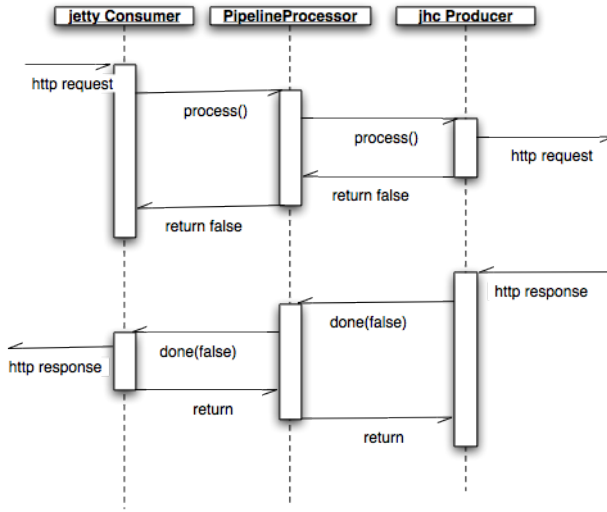 jetty Consumer
PipelineProcessor
jhc Producer
http request
process()
process()
http request
return false
return false
http response
done(false)
done(false)
http response
return
return